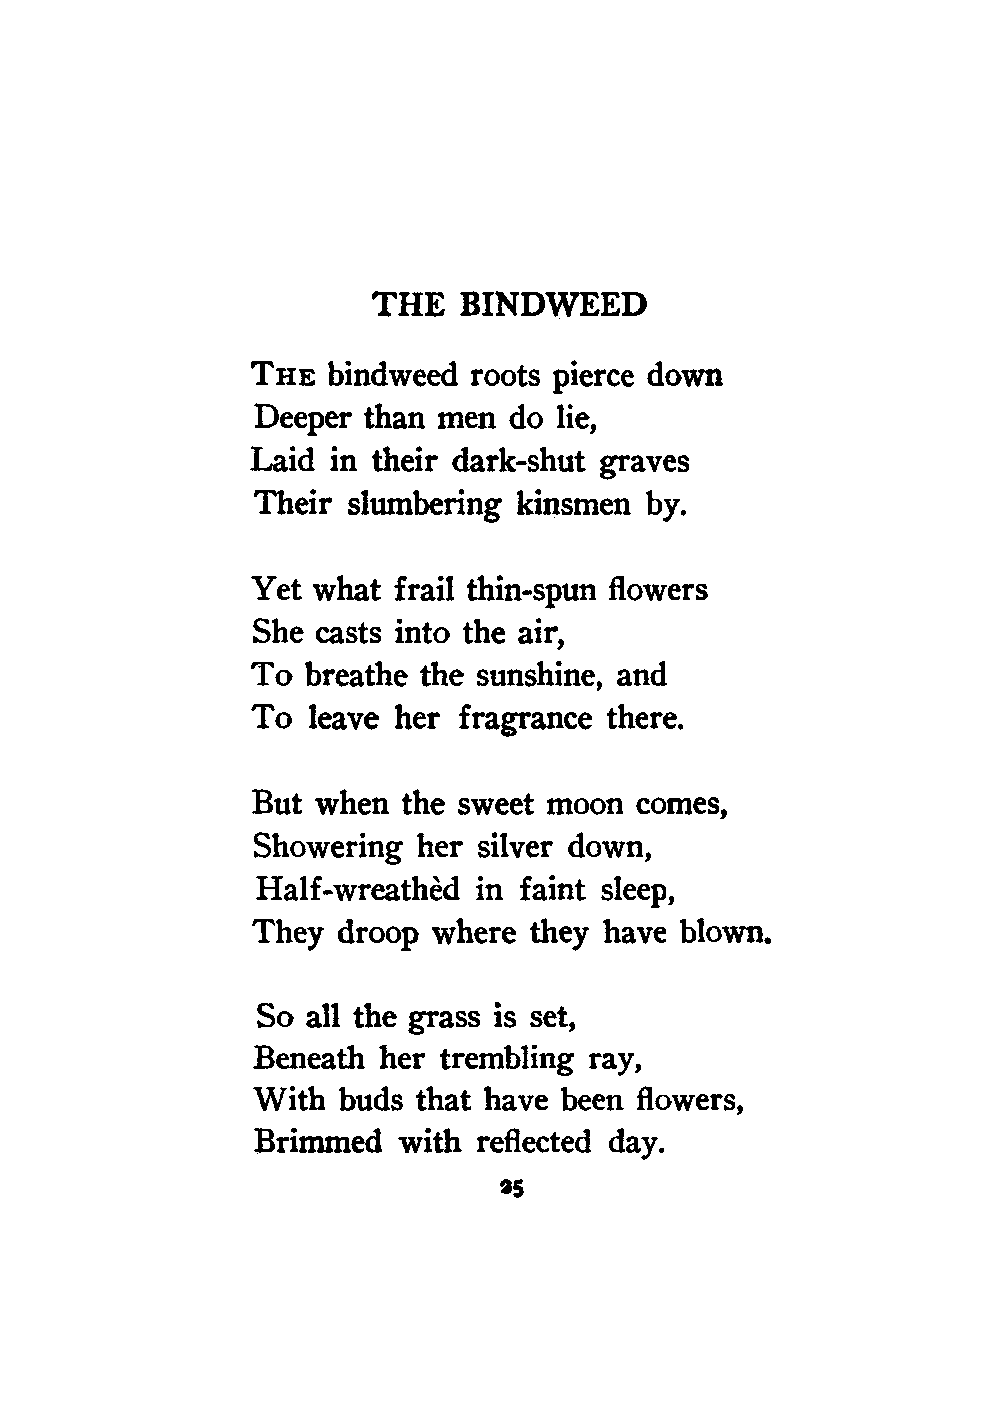 THE BINDWEED
THE bindweed roots pierce down
Deeper than men do lie,
Laid in their dark-shut graves
Their slumbering kinsmen by.
Yet what frail thin-spun flowers
She casts into the air,
To breathe the sunshine, and
To leave her fragrance there.
But when the sweet moon comes,
Showering her silver down,
Half-wreathèd in faint sleep,
They droop where they have blown.
So all the grass is set,
Beneath her trembling ray,
With buds that have been flowers,
Brimmed with reflected day.
25